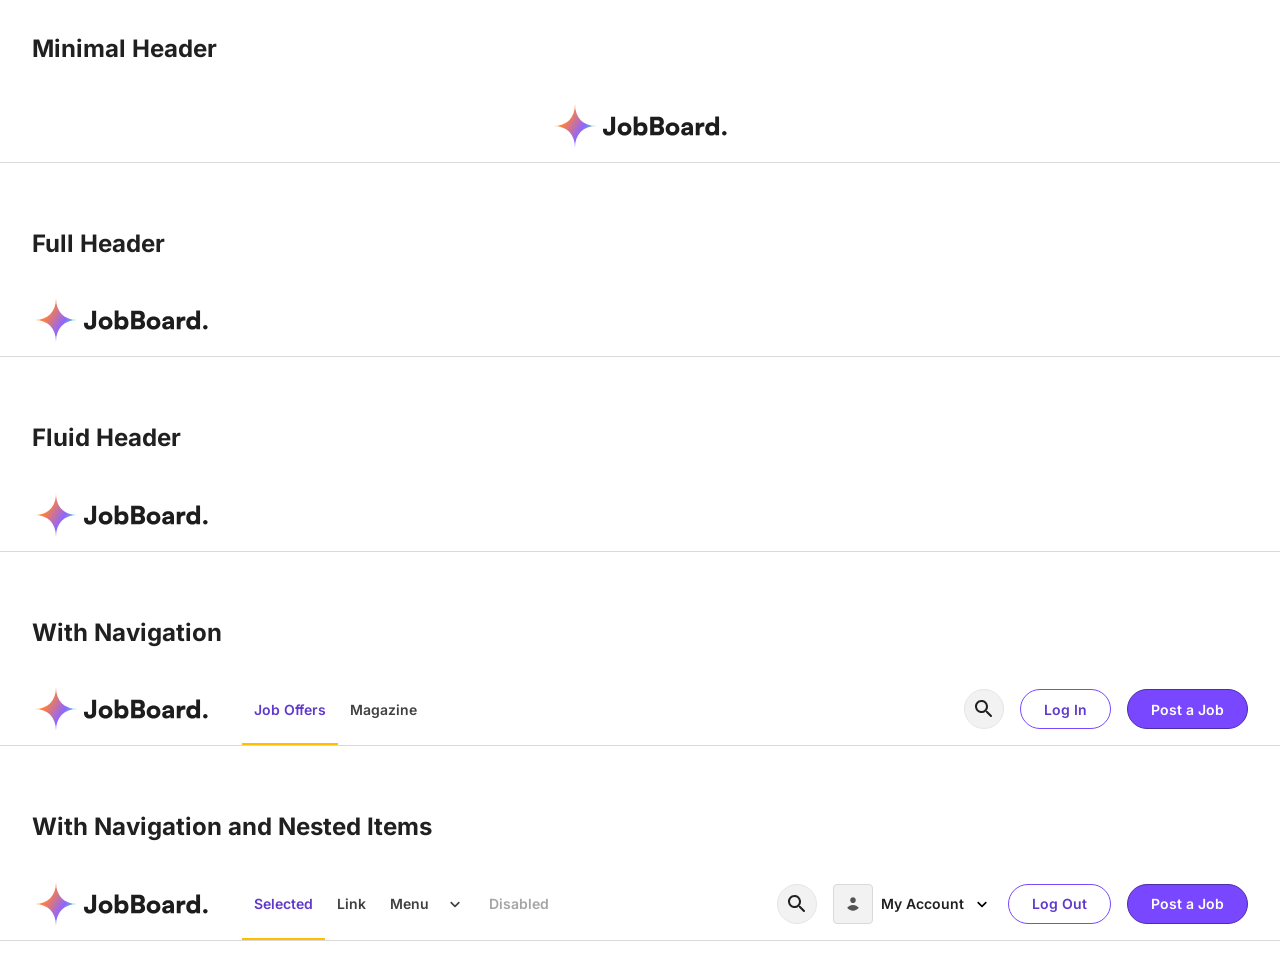 Minimal Header
JobBoard.
Full Header
JobBoard.
Fluid Header
JobBoard.
With Navigation
JobBoard. Job Offers Magazine Log In Post a Job
With Navigation and Nested Items
JobBoard. Selected Link Menu Disabled My Account Log Out Post a Job